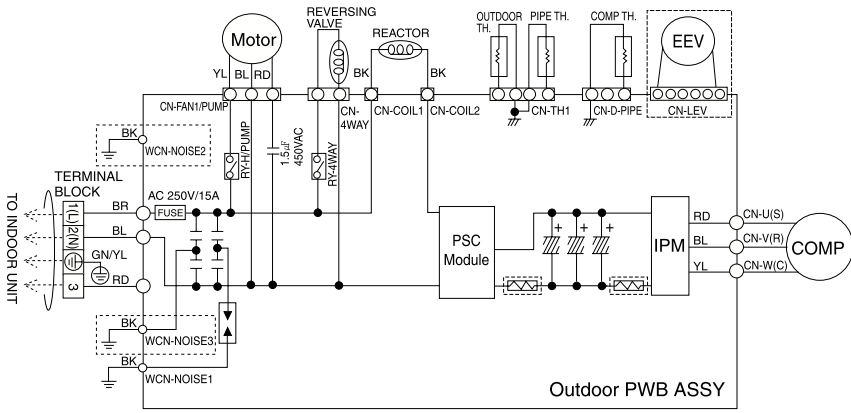 REVERSING
VALVE
Motor
REACTOR
OUTDOOR
TH.
PIPE TH.
COMP TH.
EEV
YL BL RD
BK
BK
CN-FAN1/PUMP
CN-
4WAY
CN-COIL1
CN-COIL2
CN-TH1
CN-D-PIPE
CN-LEV
BK
WCN-NOISE2
RY-H/PUMP
1.5㎌
450VAC
RY-4WAY
TERMINAL
BLOCK
AC 250V/15A
TO INDOOR UNIT
1(L)
2(N)
3
BR
FUSE
BL
GN/YL
RD
PSC
Module
+
+
+
IPM
RD
CN-U(S)
BL
CN-V(R)
YL
CN-W(C)
COMP
BK
WCN-NOISE3
BK
WCN-NOISE1
Outdoor PWB ASSY